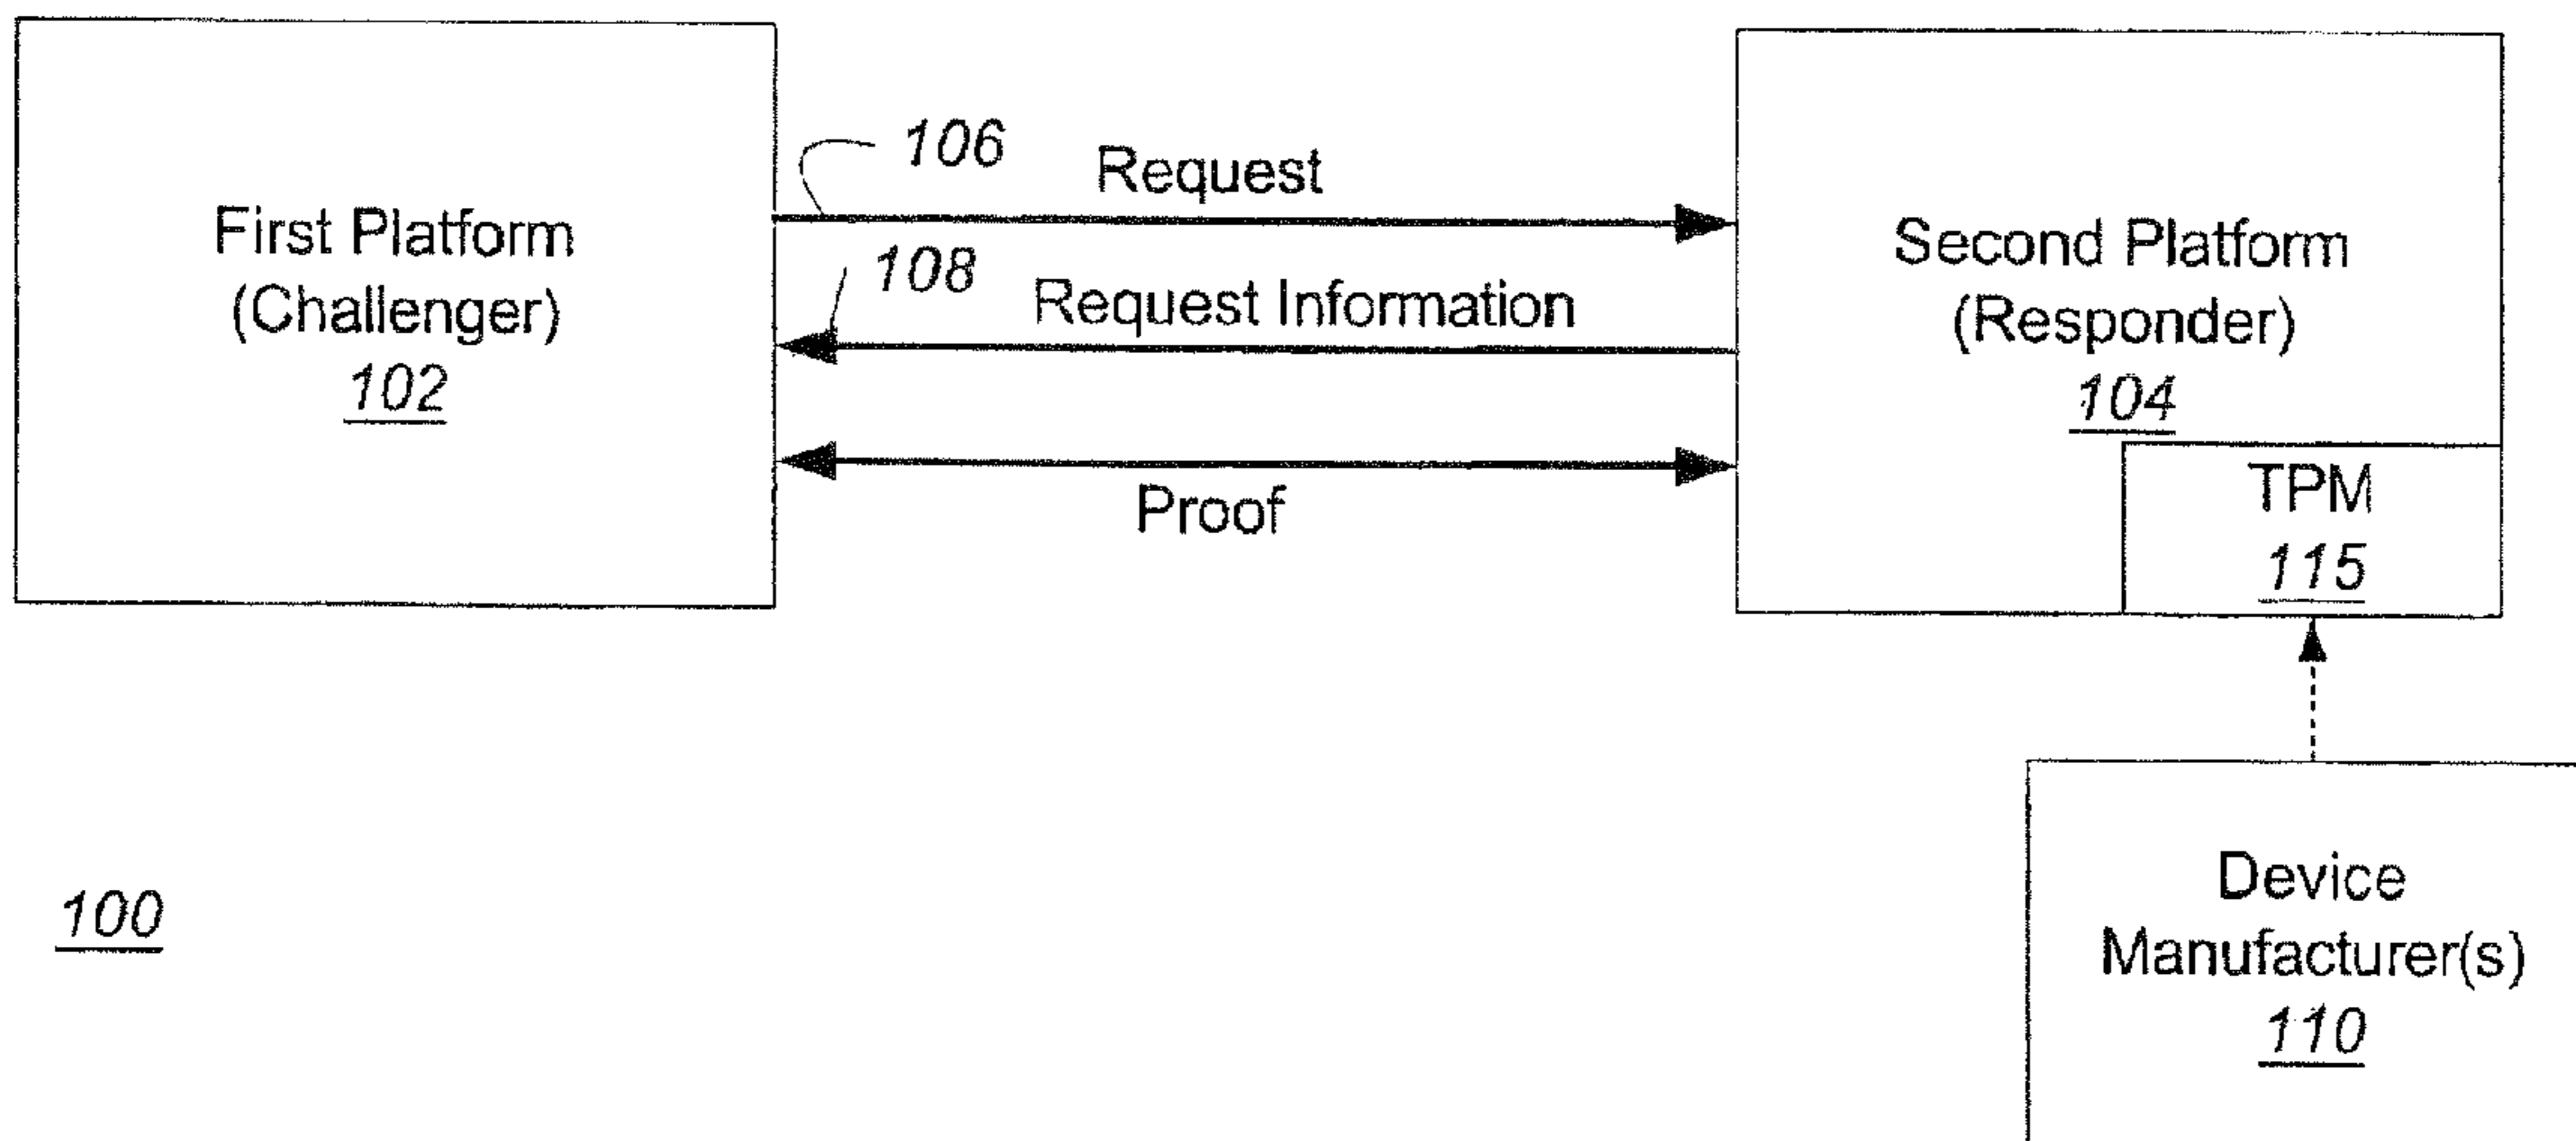 First Platform
(Challenger)
102
106
Request
108
Request Information
Proof
Second Platform
(Responder)
104
TPM
115
100
Device
Manufacturer(s)
110